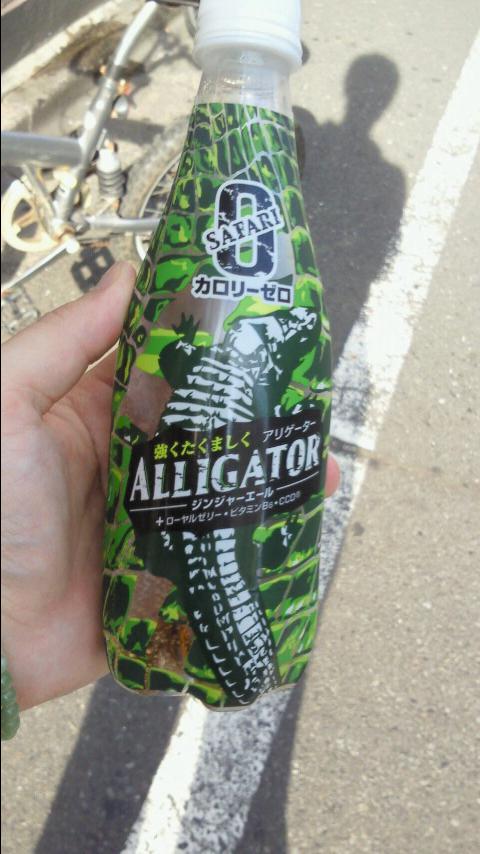 0
SAFARI
カロリーゼロ
強くたくましく アリゲーター
ALLIGATOR
ジンジャーエール
+ローヤルゼリー・ビタミンB6・CCD®